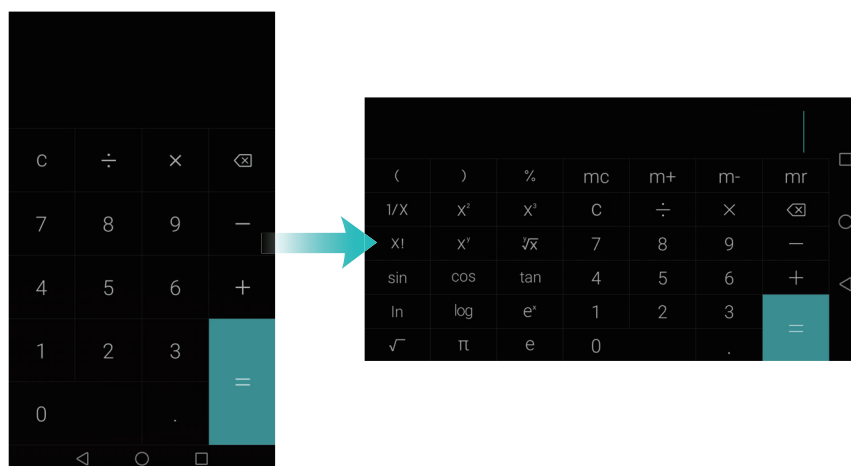 C ÷ ×
7 8 9 −
4 5 6 +
1 2 3
=
0 .
( ) % mc m+ m- mr
1/X X² X³ C ÷ ×
X! Xʸ ʸ√x 7 8 9 −
sin cos tan 4 5 6 +
ln log eˣ 1 2 3
=
√ π e 0 .